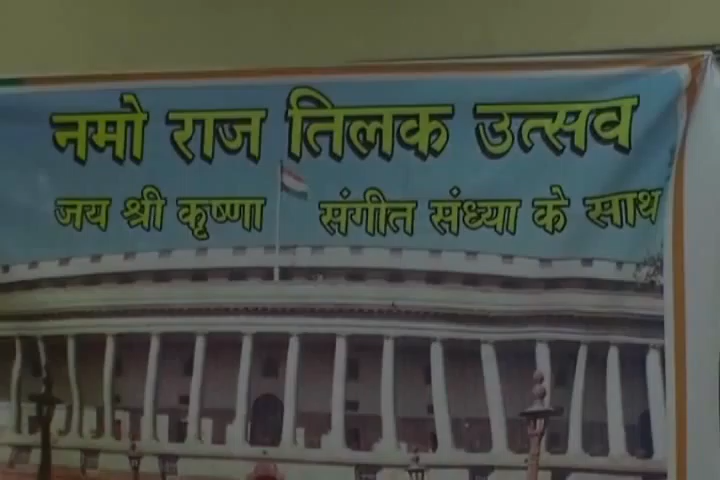 नमो राज तिलक उत्सव
जय श्री कृष्णा संगीत संध्या के साथ